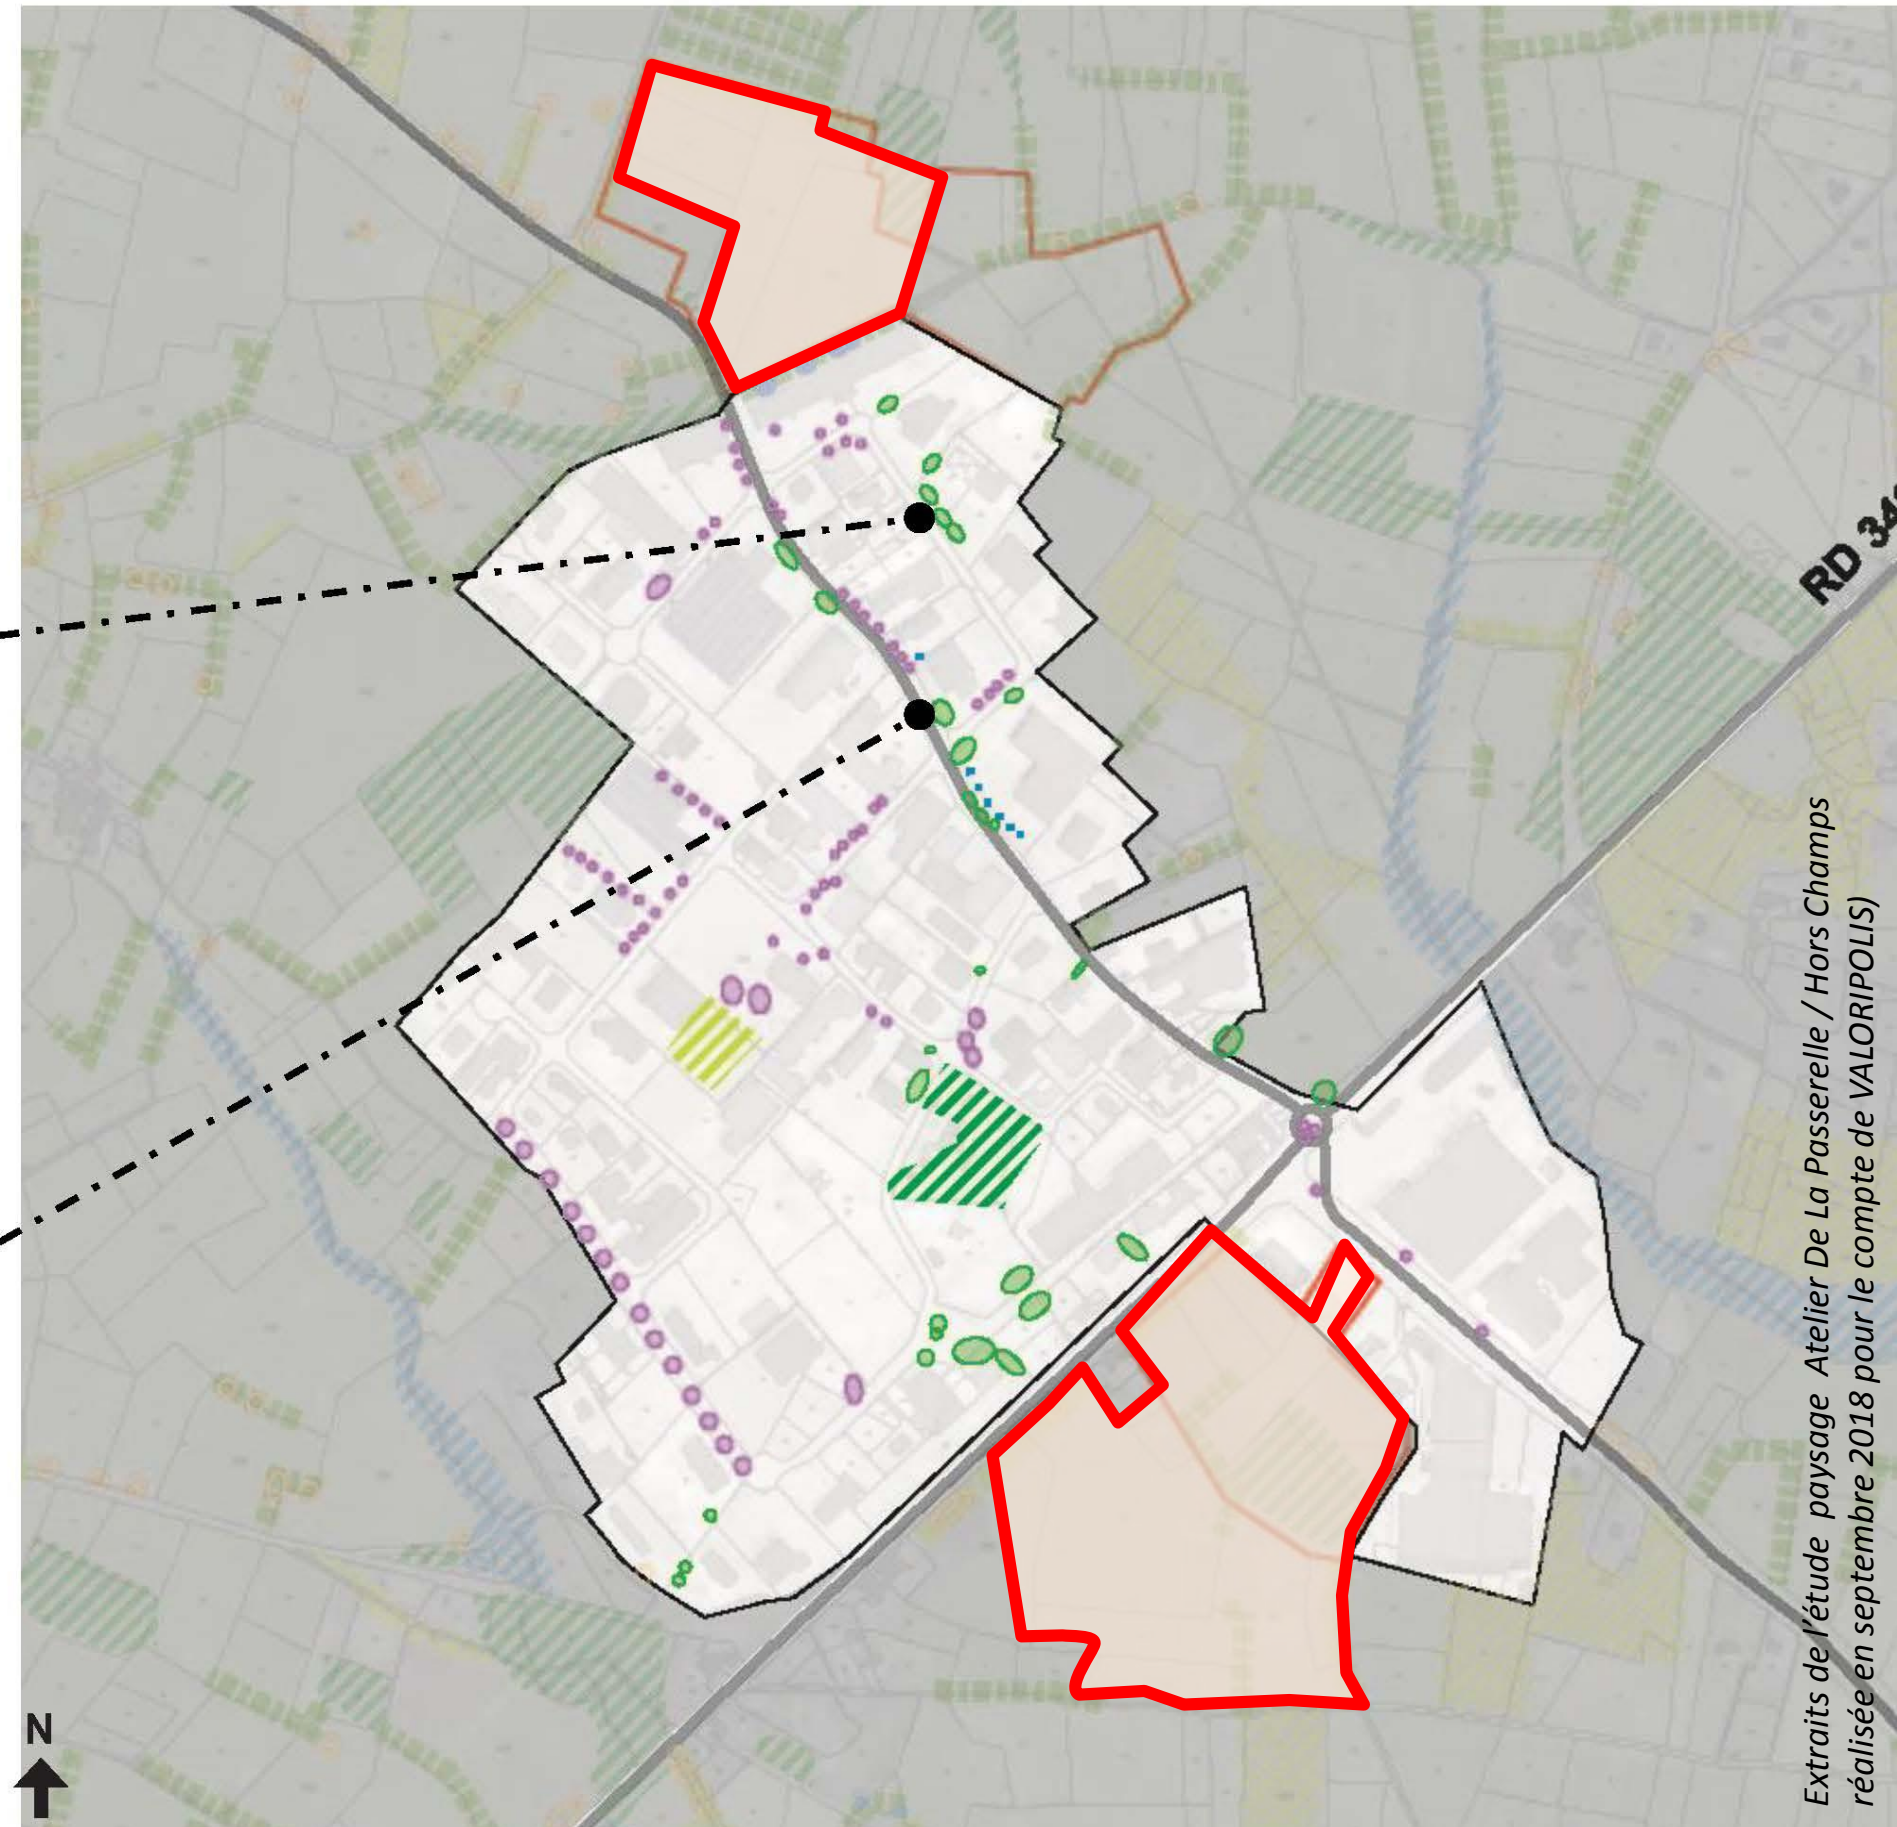 RD 34
N
Extraits de l'étude paysage Atelier De La Passerelle / Hors Champs
réalisée en septembre 2018 pour le compte de VALORIPOLIS)